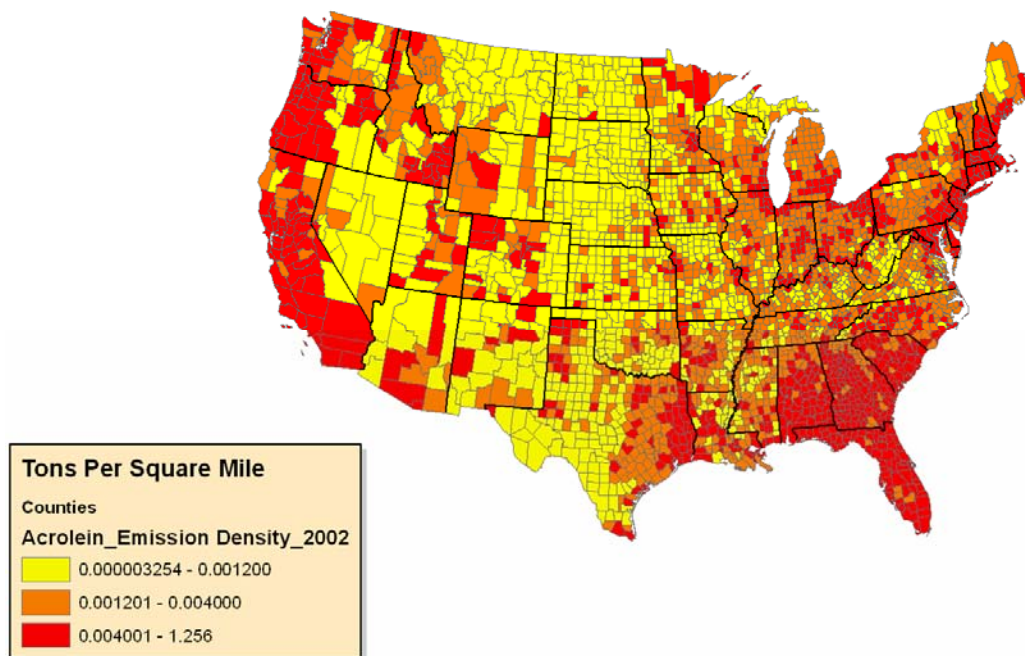 Tons Per Square Mile
Counties
Acrolein_Emission Density_2002
0.000003254 - 0.001200
0.001201 - 0.004000
0.004001 - 1.256